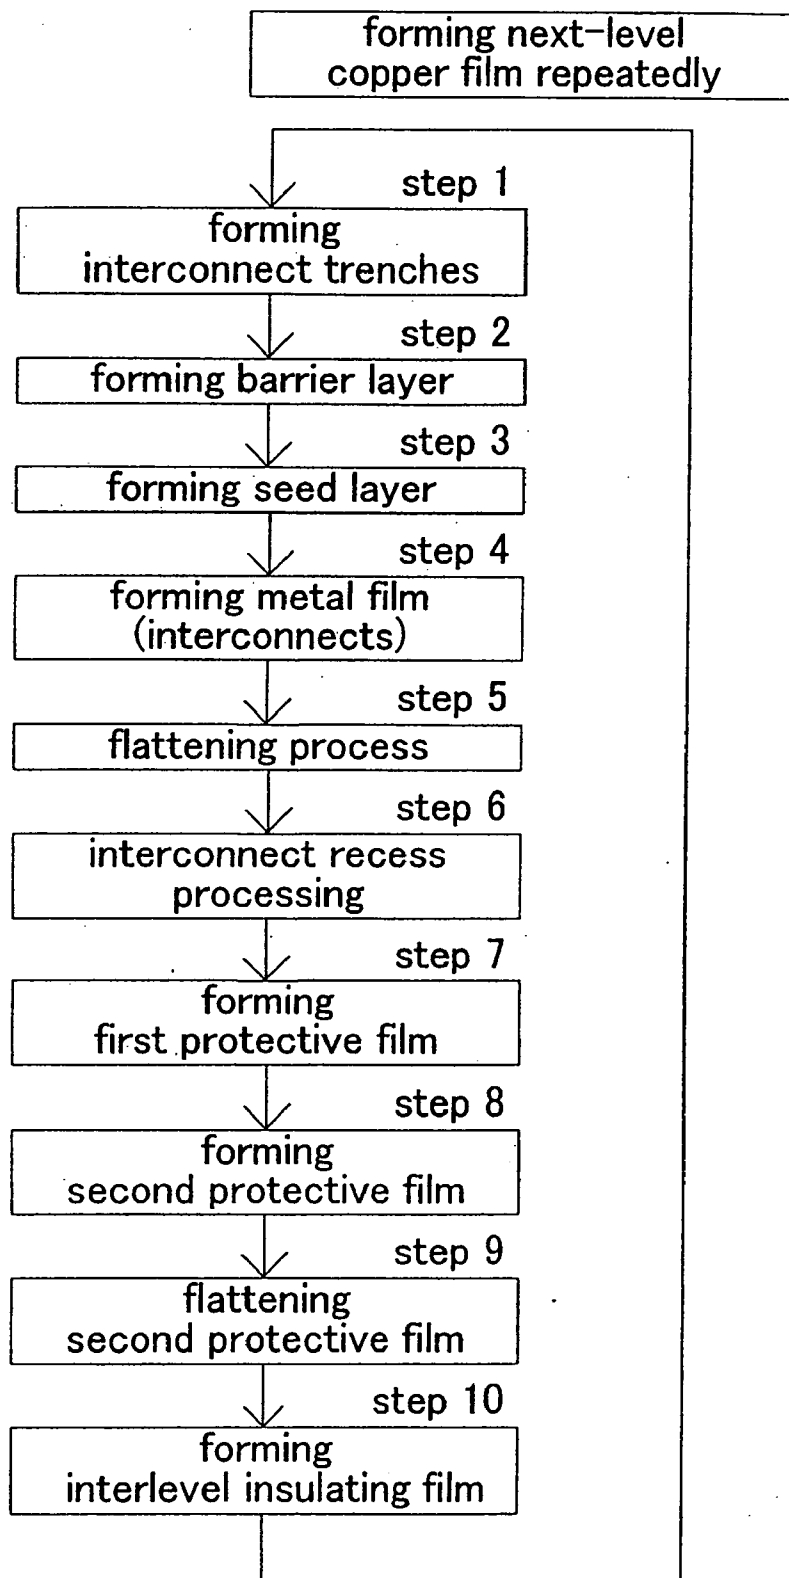 forming next-level
copper film repeatedly
step 1
forming
interconnect trenches
step 2
forming barrier layer
step 3
forming seed layer
step 4
forming metal film
(interconnects)
step 5
flattening process
step 6
interconnect recess
processing
step 7
forming
first protective film
step 8
forming
second protective film
step 9
flattening
second protective film
step 10
forming
interlevel insulating film